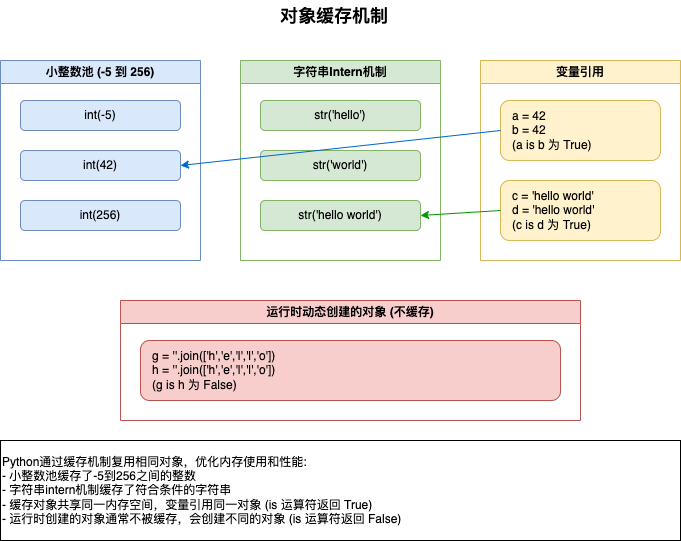 对象缓存机制
小整数池 (-5 到 256)
int(-5)
int(42)
int(256)
字符串Intern机制
str('hello')
str('world')
str('hello world')
变量引用
a = 42
b = 42
(a is b 为 True)
c = 'hello world'
d = 'hello world'
(c is d 为 True)
运行时动态创建的对象 (不缓存)
g = ''.join(['h','e','l','l','o'])
h = ''.join(['h','e','l','l','o'])
(g is h 为 False)
Python通过缓存机制复用相同对象，优化内存使用和性能:
- 小整数池缓存了-5到256之间的整数
- 字符串intern机制缓存了符合条件的字符串
- 缓存对象共享同一内存空间，变量引用同一对象 (is 运算符返回 True)
- 运行时创建的对象通常不被缓存，会创建不同的对象 (is 运算符返回 False)